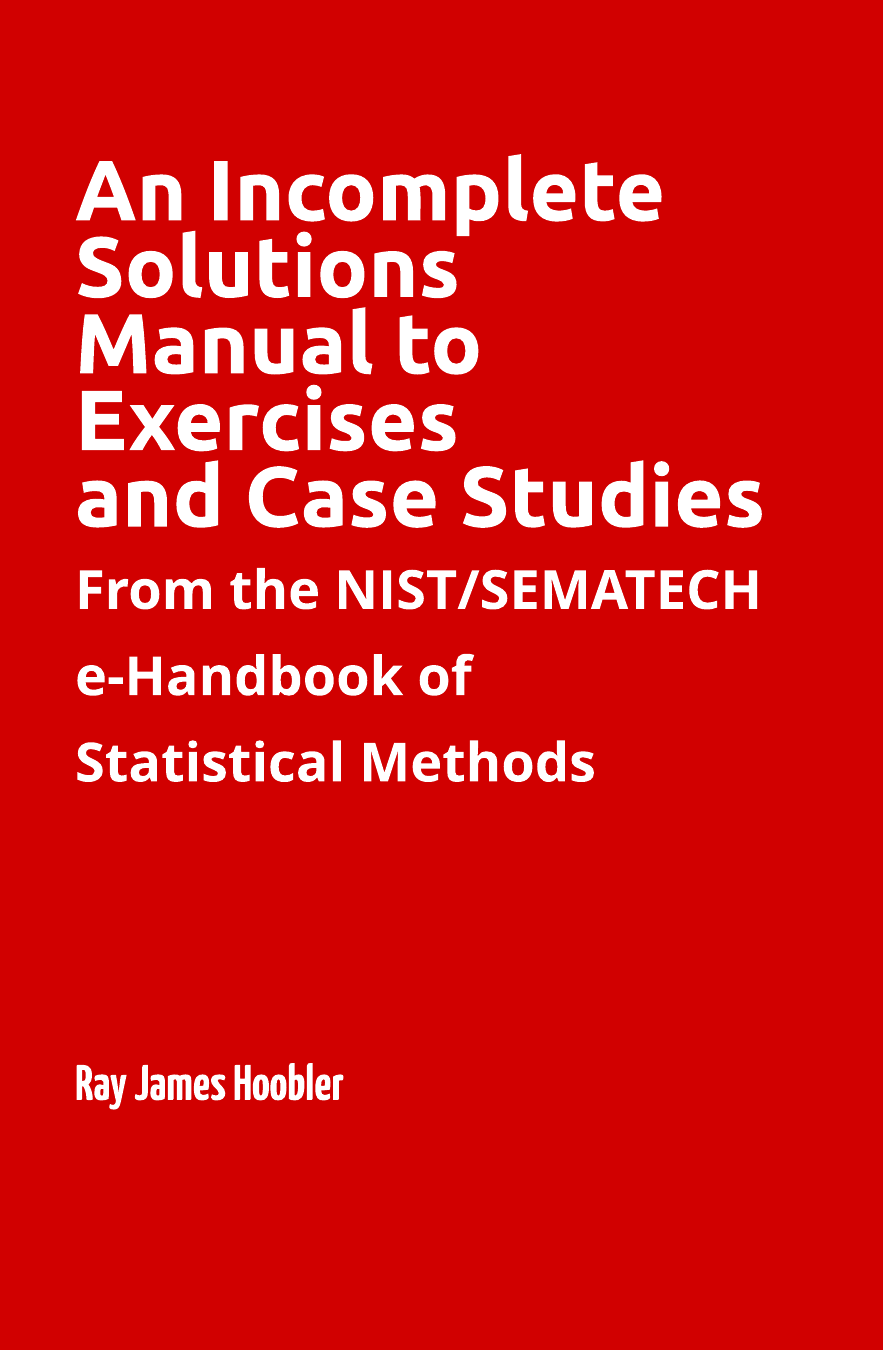 An Incomplete
Solutions
Manual to
Exercises
and Case Studies
From the NIST/SEMATECH
e-Handbook of
Statistical Methods
Ray James Hoobler